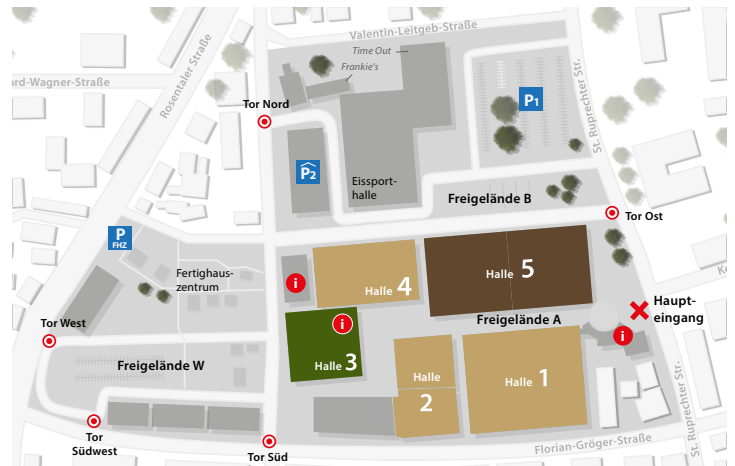 Valentin-Leitgeb-Straße
Time Out
Frankie's
ard-Wagner-Straße
Rosentaler Straße
St. Ruprechter Str.
Tor Nord
P1
P2
Eissport-
halle
Freigelände B
Tor Ost
P
FHZ
Fertighaus-
zentrum
i
Halle 4
Halle 5
Haupt-
eingang
Freigelände A
i
i
Tor West
Halle 3
Freigelände W
Halle
2
Halle 1
Tor
Südwest
Tor Süd
Florian-Gröger-Straße
St. Ruprechter Str.